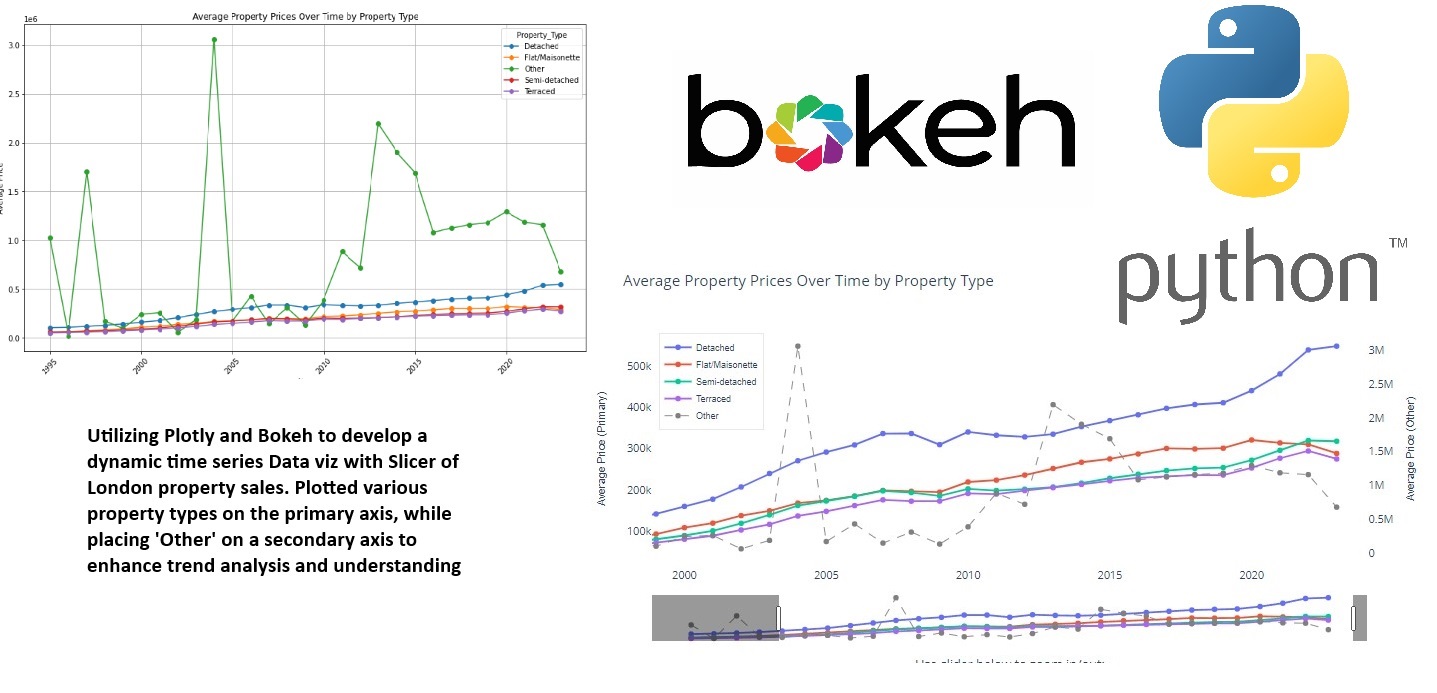 Average Property Prices Over Time by Property Type
1e6
3.0
2.5
2.0
1.5
1.0
0.5
0.0
1995
2000
2005
2010
2015
2020
Property_Type
Detached
Flat/Maisonette
Other
Semi-detached
Terraced
bokeh
python
TM
Utilizing Plotly and Bokeh to develop a
dynamic time series Data viz with Slicer of
London property sales. Plotted various
property types on the primary axis, while
placing 'Other' on a secondary axis to
enhance trend analysis and understanding
Average Property Prices Over Time by Property Type
Detached
Flat/Maisonette
Semi-detached
Terraced
Other
Average Price (Primary)
500k
400k
300k
200k
100k
2000
2005
2010
2015
2020
3M
2.5M
2M
1.5M
1M
0.5M
0
Average Price (Other)